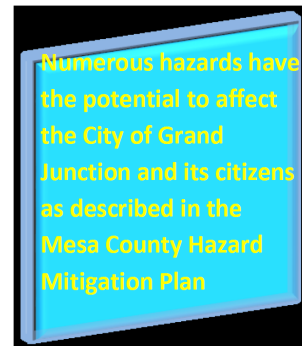 Numerous hazards have
the potential to affect
the City of Grand
Junction and its citizens
as described in the
Mesa County Hazard
Mitigation Plan